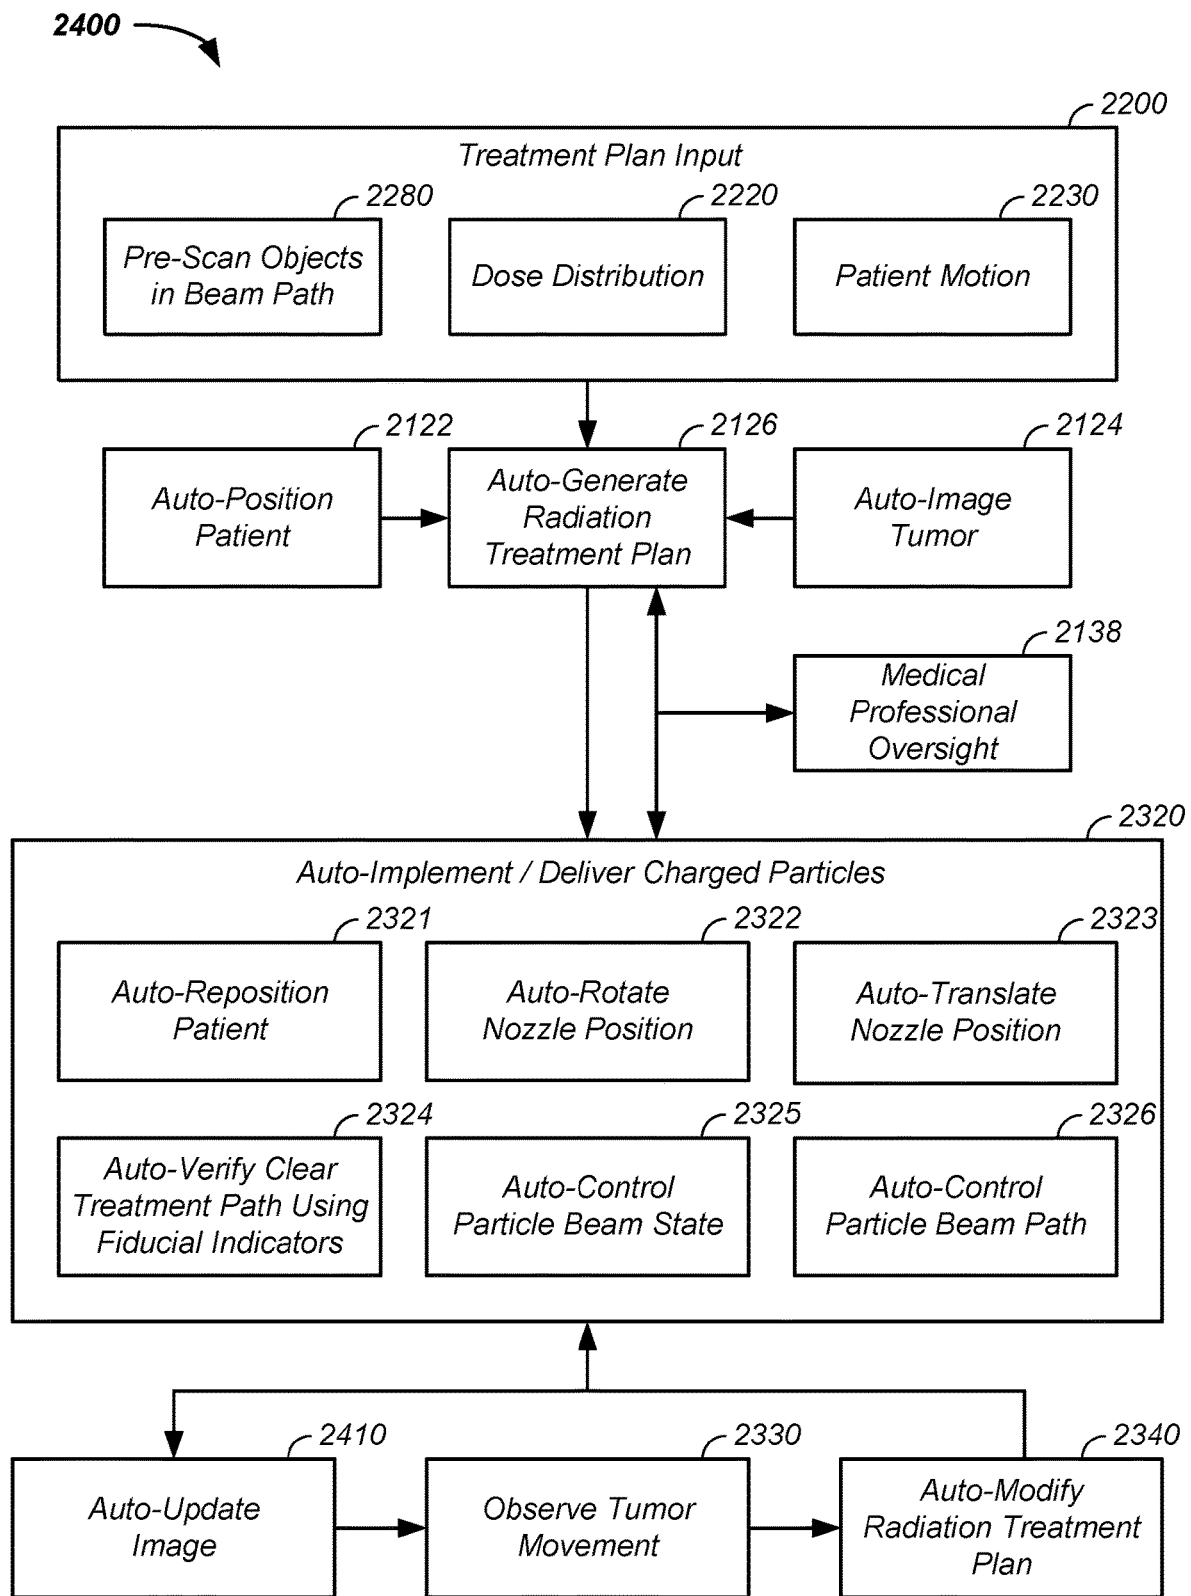 2400
2200
Treatment Plan Input
2280
2220
2230
Pre-Scan Objects
in Beam Path
Dose Distribution
Patient Motion
2122
2126
2124
Auto-Position
Patient
Auto-Generate
Radiation
Treatment Plan
Auto-Image
Tumor
2138
Medical
Professional
Oversight
2320
Auto-Implement / Deliver Charged Particles
2321
2322
2323
Auto-Reposition
Patient
Auto-Rotate
Nozzle Position
Auto-Translate
Nozzle Position
2324
2325
2326
Auto-Verify Clear
Treatment Path Using
Fiducial Indicators
Auto-Control
Particle Beam State
Auto-Control
Particle Beam Path
2410
2330
2340
Auto-Update
Image
Observe Tumor
Movement
Auto-Modify
Radiation Treatment
Plan